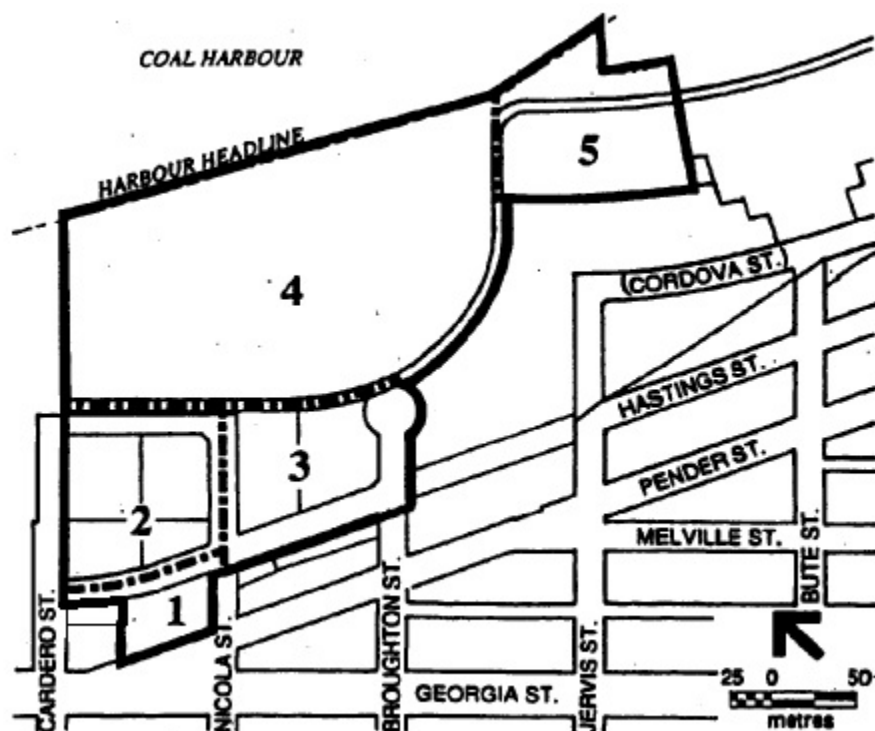 COAL HARBOUR
HARBOUR HEADLINE
5
4
(CORDOVA ST.)
HASTINGS ST.
3
PENDER ST.
2
MELVILLE ST.
BUTE ST.
1
CARDERO ST.
NICOLA ST.
BROUGHTON ST.
JERVIS ST.
GEORGIA ST.
25 0 50
metres